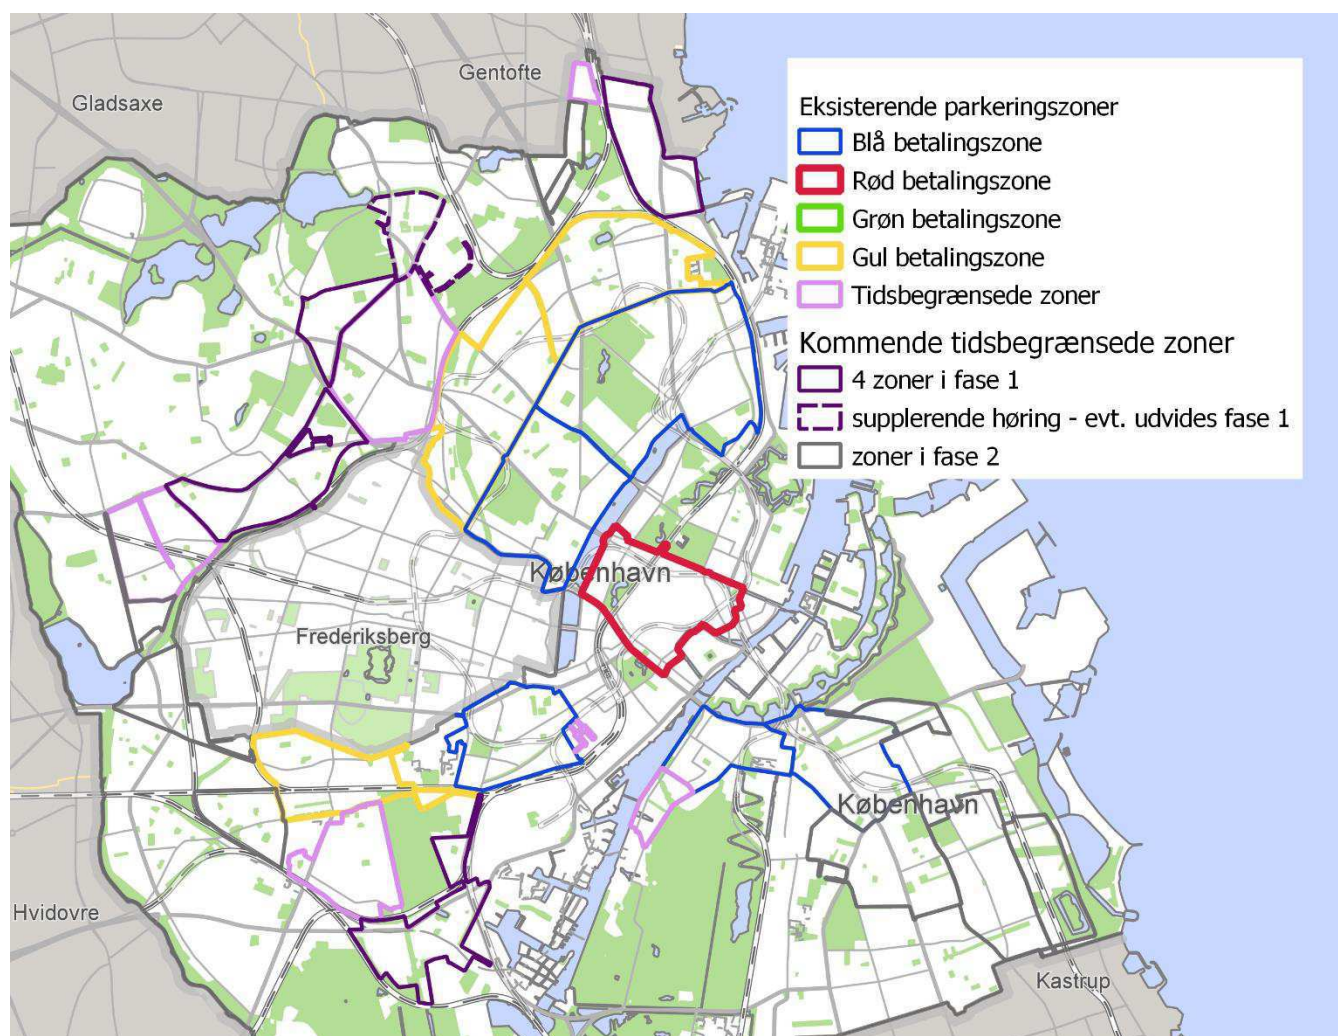 Gentofte
Gladsaxe
Eksisterende parkeringszoner
Blå betalingszone
Rød betalingszone
Grøn betalingszone
Gul betalingszone
Tidsbegrænsede zoner
Kommende tidsbegrænsede zoner
4 zoner i fase 1
supplerende høring - evt. udvides fase 1
zoner i fase 2
København
Frederiksberg
København
Hvidovre
Kastrup